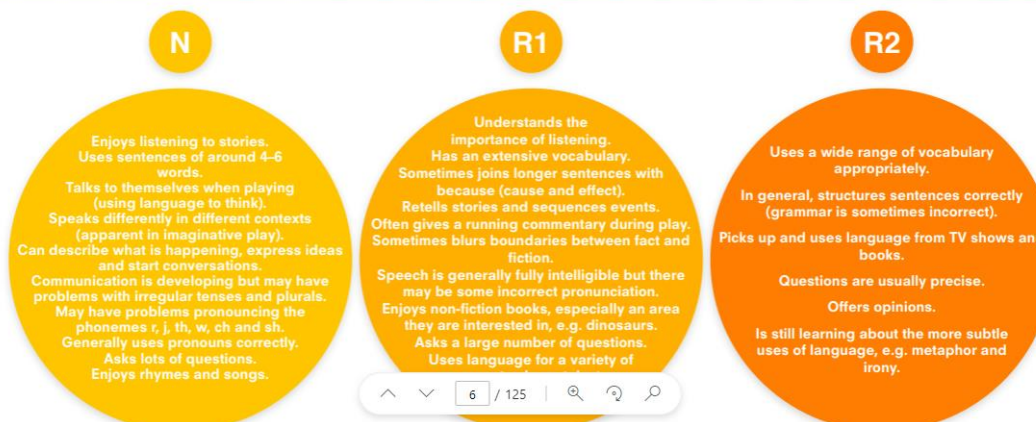 N
Enjoys listening to stories.
Uses sentences of around 4–6
words.
Talks to themselves when playing
(using language to think).
Speaks differently in different contexts
(apparent in imaginative play).
Can describe what is happening, express ideas
and start conversations.
Communication is developing but may have
problems with irregular tenses and plurals.
May have problems pronouncing the
phonemes r, j, th, w, ch and sh.
Generally uses pronouns correctly.
Asks lots of questions.
Enjoys rhymes and songs.
R1
Understands the
importance of listening.
Has an extensive vocabulary.
Sometimes joins longer sentences with
because (cause and effect).
Retells stories and sequences events.
Often gives a running commentary during play.
Sometimes blurs boundaries between fact and
fiction.
Speech is generally fully intelligible but there
may be some incorrect pronunciation.
Enjoys non-fiction books, especially an area
they are interested in, e.g. dinosaurs.
Asks a large number of questions.
Uses language for a variety of
R2
Uses a wide range of vocabulary
appropriately.
In general, structures sentences correctly
(grammar is sometimes incorrect).
Picks up and uses language from TV shows an
books.
Questions are usually precise.
Offers opinions.
Is still learning about the more subtle
uses of language, e.g. metaphor and
irony.
6 / 125